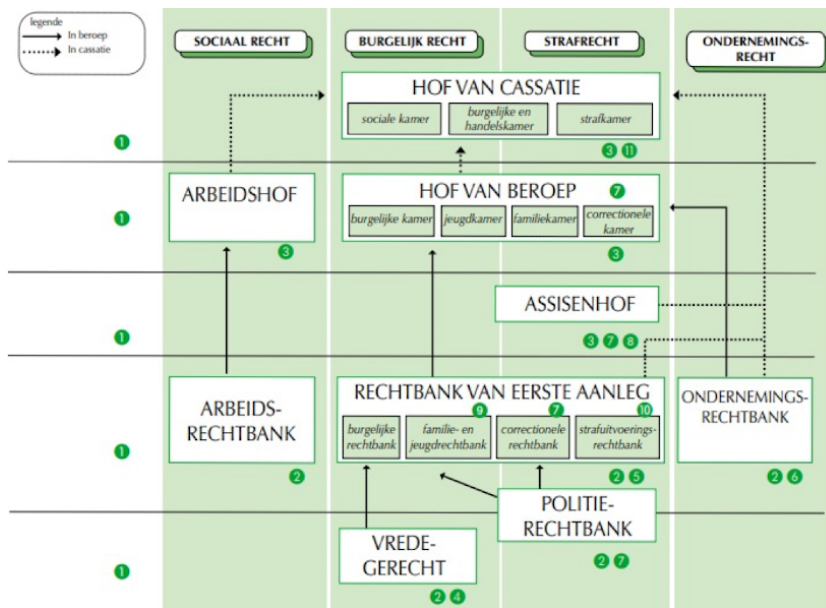 legende
In beroep
In cassatie
SOCIAAL RECHT
BURGELIJK RECHT
STRAFRECHT
ONDERNEMINGS-
RECHT
HOF VAN CASSATIE
sociale kamer
burgelijke en
handelskamer
strafkamer
1
3 11
ARBEIDSHOF
3
HOF VAN BEROEP
7
burgelijke kamer
jeugdkamer
familiekamer
correctionele
kamer
1
3
ASSISENHOF
1
3 7 8
ARBEIDS-
RECHTBANK
2
RECHTBANK VAN EERSTE AANLEG
9
7
10
burgelijke
rechtbank
familie- en
jeugdrechtbank
correctionele
rechtbank
strafuitvoerings-
rechtbank
2 5
ONDERNEMINGS-
RECHTBANK
2 6
1
POLITIE-
RECHTBANK
2 7
VREDE-
GERECHT
2 4
1